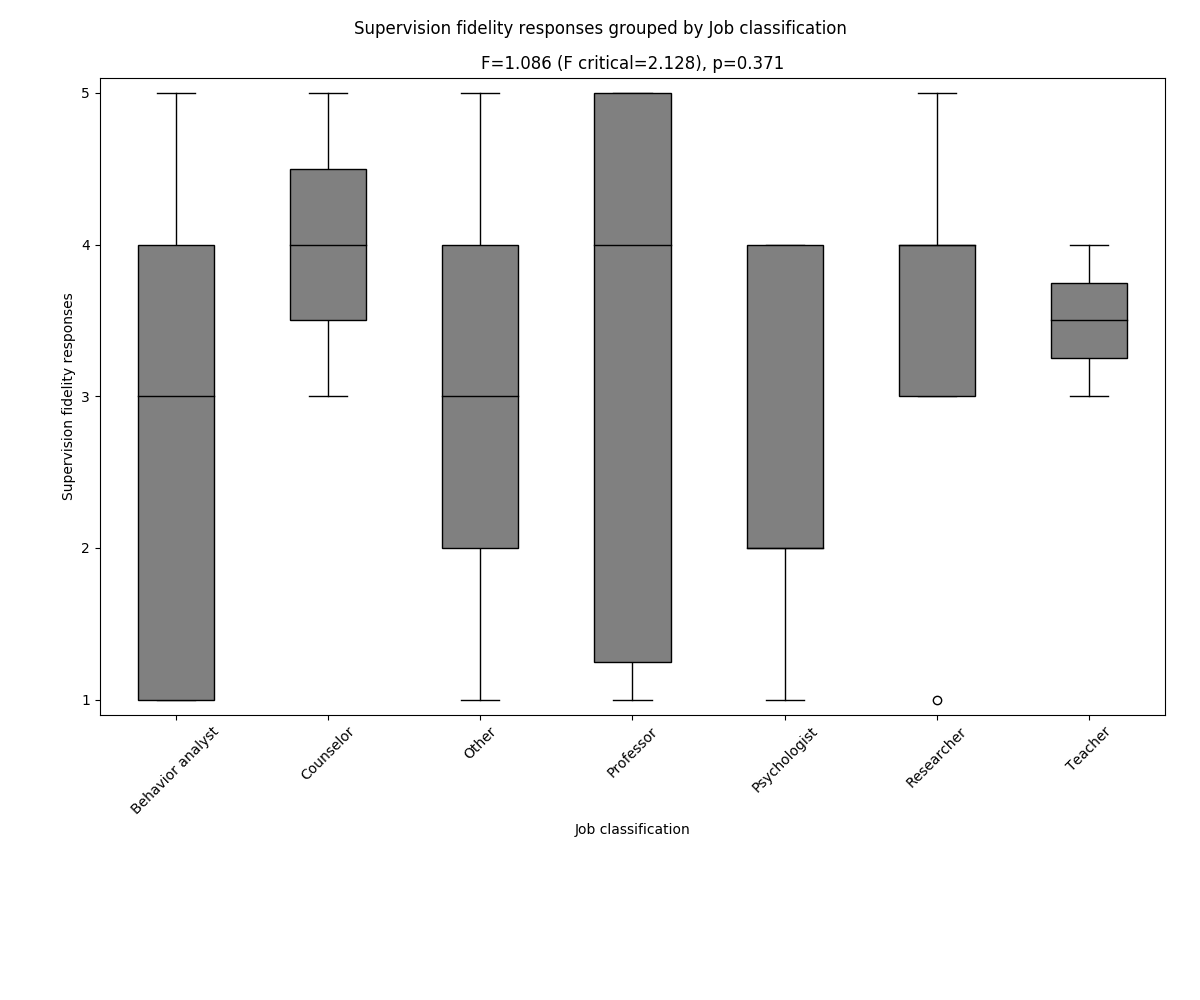 Supervision fidelity responses grouped by Job classification
F=1.086 (F critical=2.128), p=0.371
5
4
3
2
1
Supervision fidelity responses
Behavior analyst
Counselor
Other
Professor
Psychologist
Researcher
Teacher
Job classification